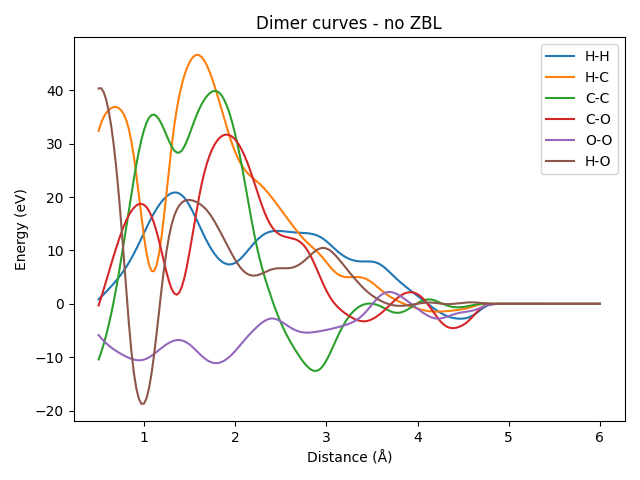 Dimer curves - no ZBL
Energy (eV)
40
30
20
10
0
−10
−20
H-H
H-C
C-C
C-O
O-O
H-O
1 2 3 4 5 6
Distance (Å)